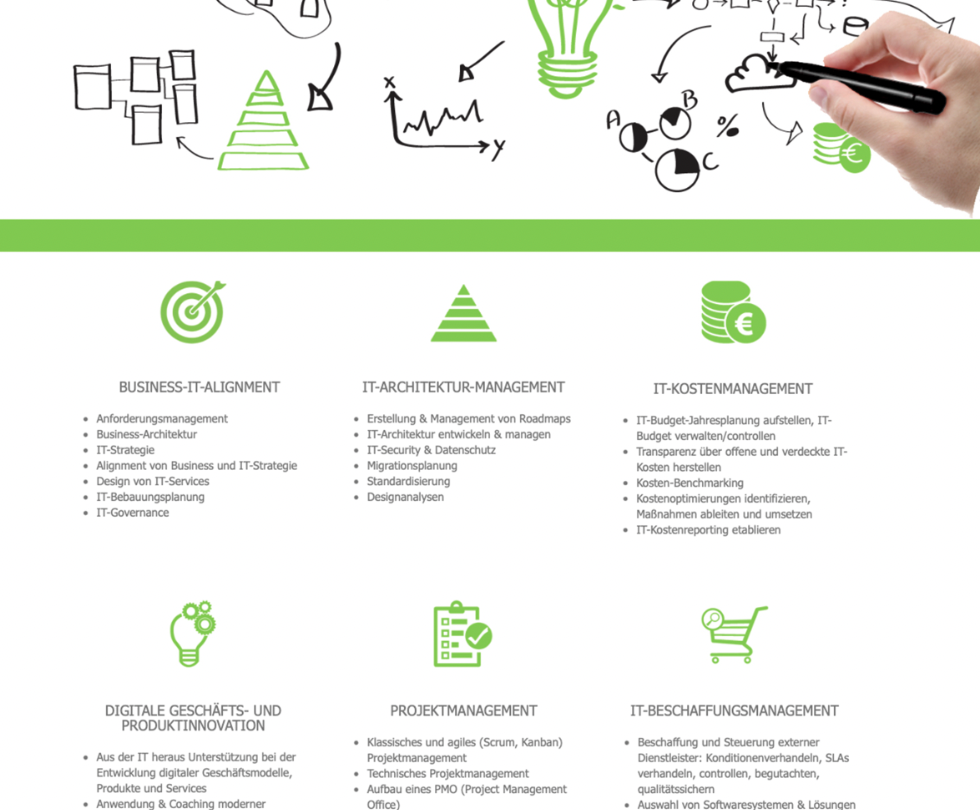 x
y
A
B
%
C
€
€
BUSINESS-IT-ALIGNMENT
• Anforderungsmanagement
• Business-Architektur
• IT-Strategie
• Alignment von Business und IT-Strategie
• Design von IT-Services
• IT-Bebauungsplanung
• IT-Governance
IT-ARCHITEKTUR-MANAGEMENT
• Erstellung & Management von Roadmaps
• IT-Architektur entwickeln & managen
• IT-Security & Datenschutz
• Migrationsplanung
• Standardisierung
• Designanalysen
IT-KOSTENMANAGEMENT
• IT-Budget-Jahresplanung aufstellen, IT-
Budget verwalten/controllen
• Transparenz über offene und verdeckte IT-
Kosten herstellen
• Kosten-Benchmarking
• Kostenoptimierungen identifizieren,
Maßnahmen ableiten und umsetzen
• IT-Kostenreporting etablieren
DIGITALE GESCHÄFTS- UND
PRODUKTINNOVATION
• Aus der IT heraus Unterstützung bei der
Entwicklung digitaler Geschäftsmodelle,
Produkte und Services
• Anwendung & Coaching moderner
PROJEKTMANAGEMENT
• Klassisches und agiles (Scrum, Kanban)
Projektmanagement
• Technisches Projektmanagement
• Aufbau eines PMO (Project Management
Office)
IT-BESCHAFFUNGSMANAGEMENT
• Beschaffung und Steuerung externer
Dienstleister: Konditionenverhandeln, SLAs
verhandeln, controllen, begutachten,
qualitätssichern
• Auswahl von Softwaresystemen & Lösungen